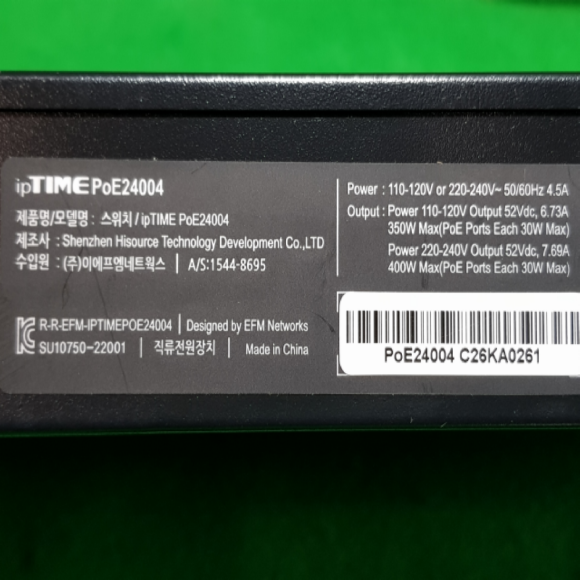 ipTIME PoE24004
제품명/모델명 : 스위치 / ipTIME PoE24004
제조사 : Shenzhen Hisource Technology Development Co.,LTD
수입원 : (주)이에프엠네트웍스 | A/S:1544-8695
R-R-EFM-IPTIMEPOE24004 | Designed by EFM Networks
SU10750-22001 | 직류전원장치 | Made in China
Power : 110-120V or 220-240V~ 50/60Hz 4.5A
Output : Power 110-120V Output 52Vdc, 6.73A
350W Max(PoE Ports Each 30W Max)
Power 220-240V Output 52Vdc, 7.69A
400W Max(PoE Ports Each 30W Max)
PoE24004 C26KA0261